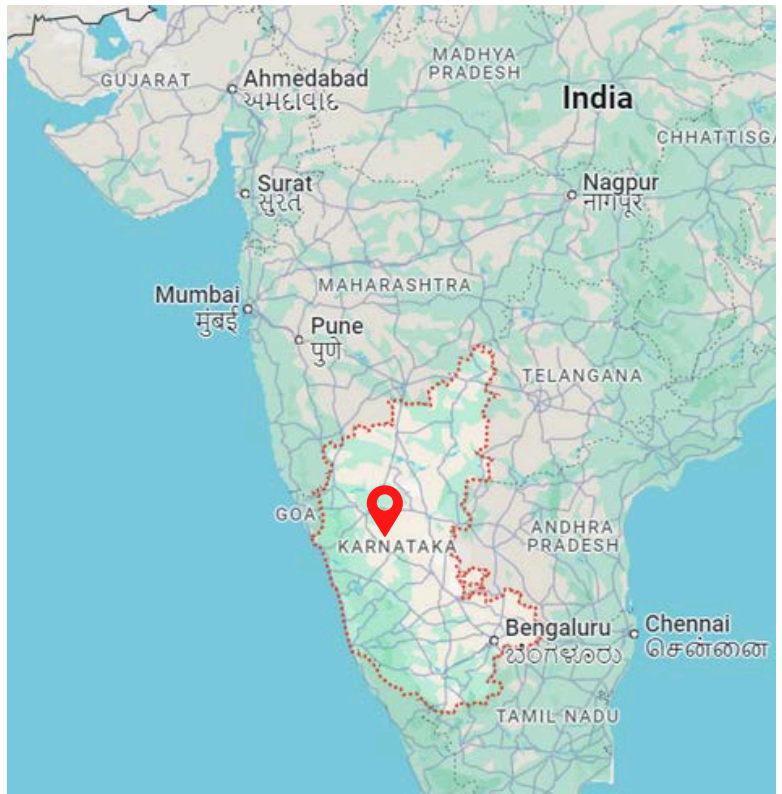 MADHYA
PRADESH
GUJARAT
Ahmedabad
અમદાવાદ
India
CHHATTISGA
Surat
સુરત
Nagpur
नागपूर
MAHARASHTRA
Mumbai
मुंबई
Pune
पुणे
TELANGANA
GOA
KARNATAKA
ANDHRA
PRADESH
Bengaluru
ಬೆಂಗಳೂರು
Chennai
சென்னை
TAMIL NADU